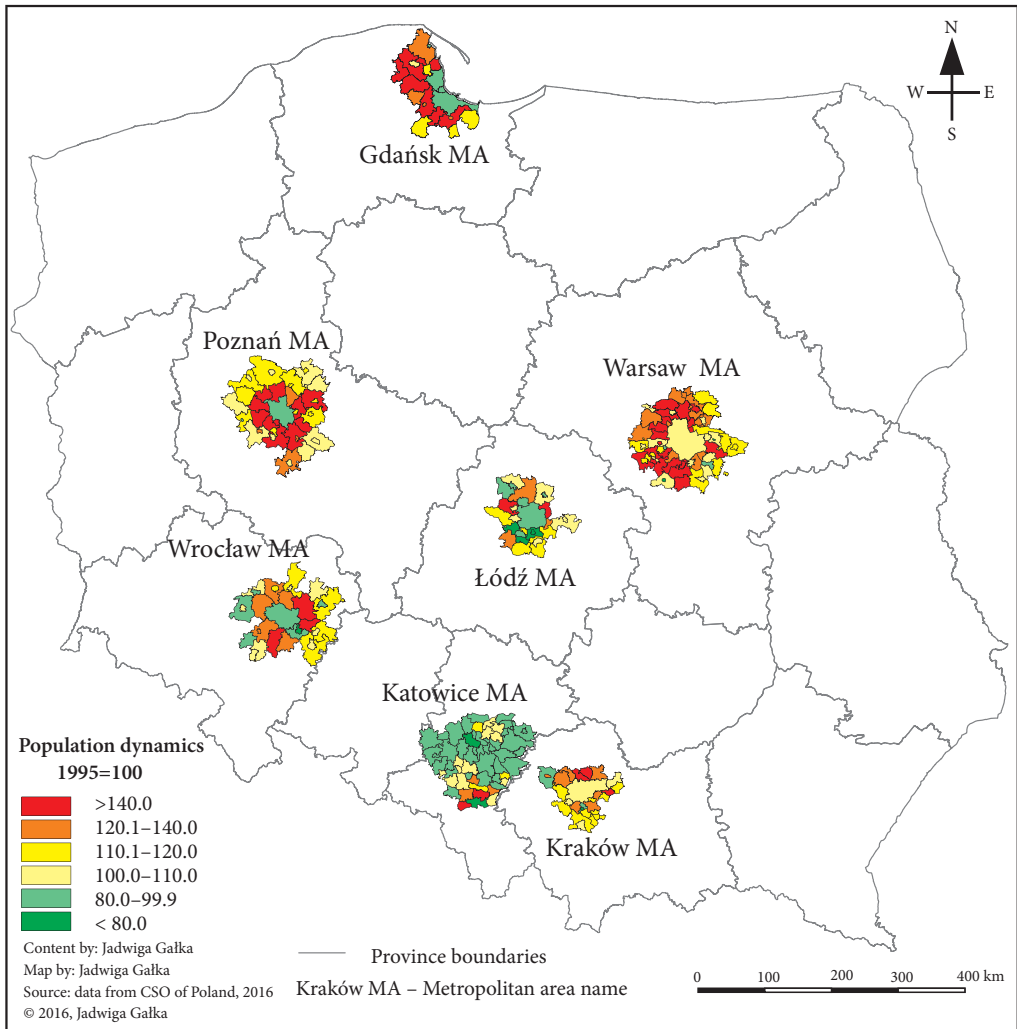 N
W E
S
Gdańsk MA
Poznań MA
Warsaw MA
Wrocław MA
Łódź MA
Katowice MA
Kraków MA
Population dynamics
1995=100
>140.0
120.1–140.0
110.1–120.0
100.0–110.0
80.0–99.9
< 80.0
Content by: Jadwiga Gałka
Map by: Jadwiga Gałka
Source: data from CSO of Poland, 2016
© 2016, Jadwiga Gałka
Province boundaries
Kraków MA – Metropolitan area name
0 100 200 300 400 km